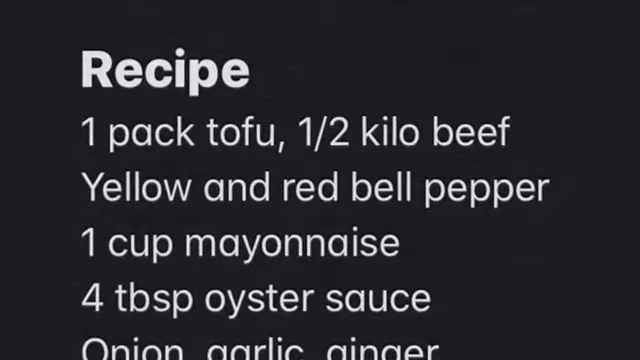 Recipe
1 pack tofu, 1/2 kilo beef
Yellow and red bell pepper
1 cup mayonnaise
4 tbsp oyster sauce
Onion, garlic, ginger